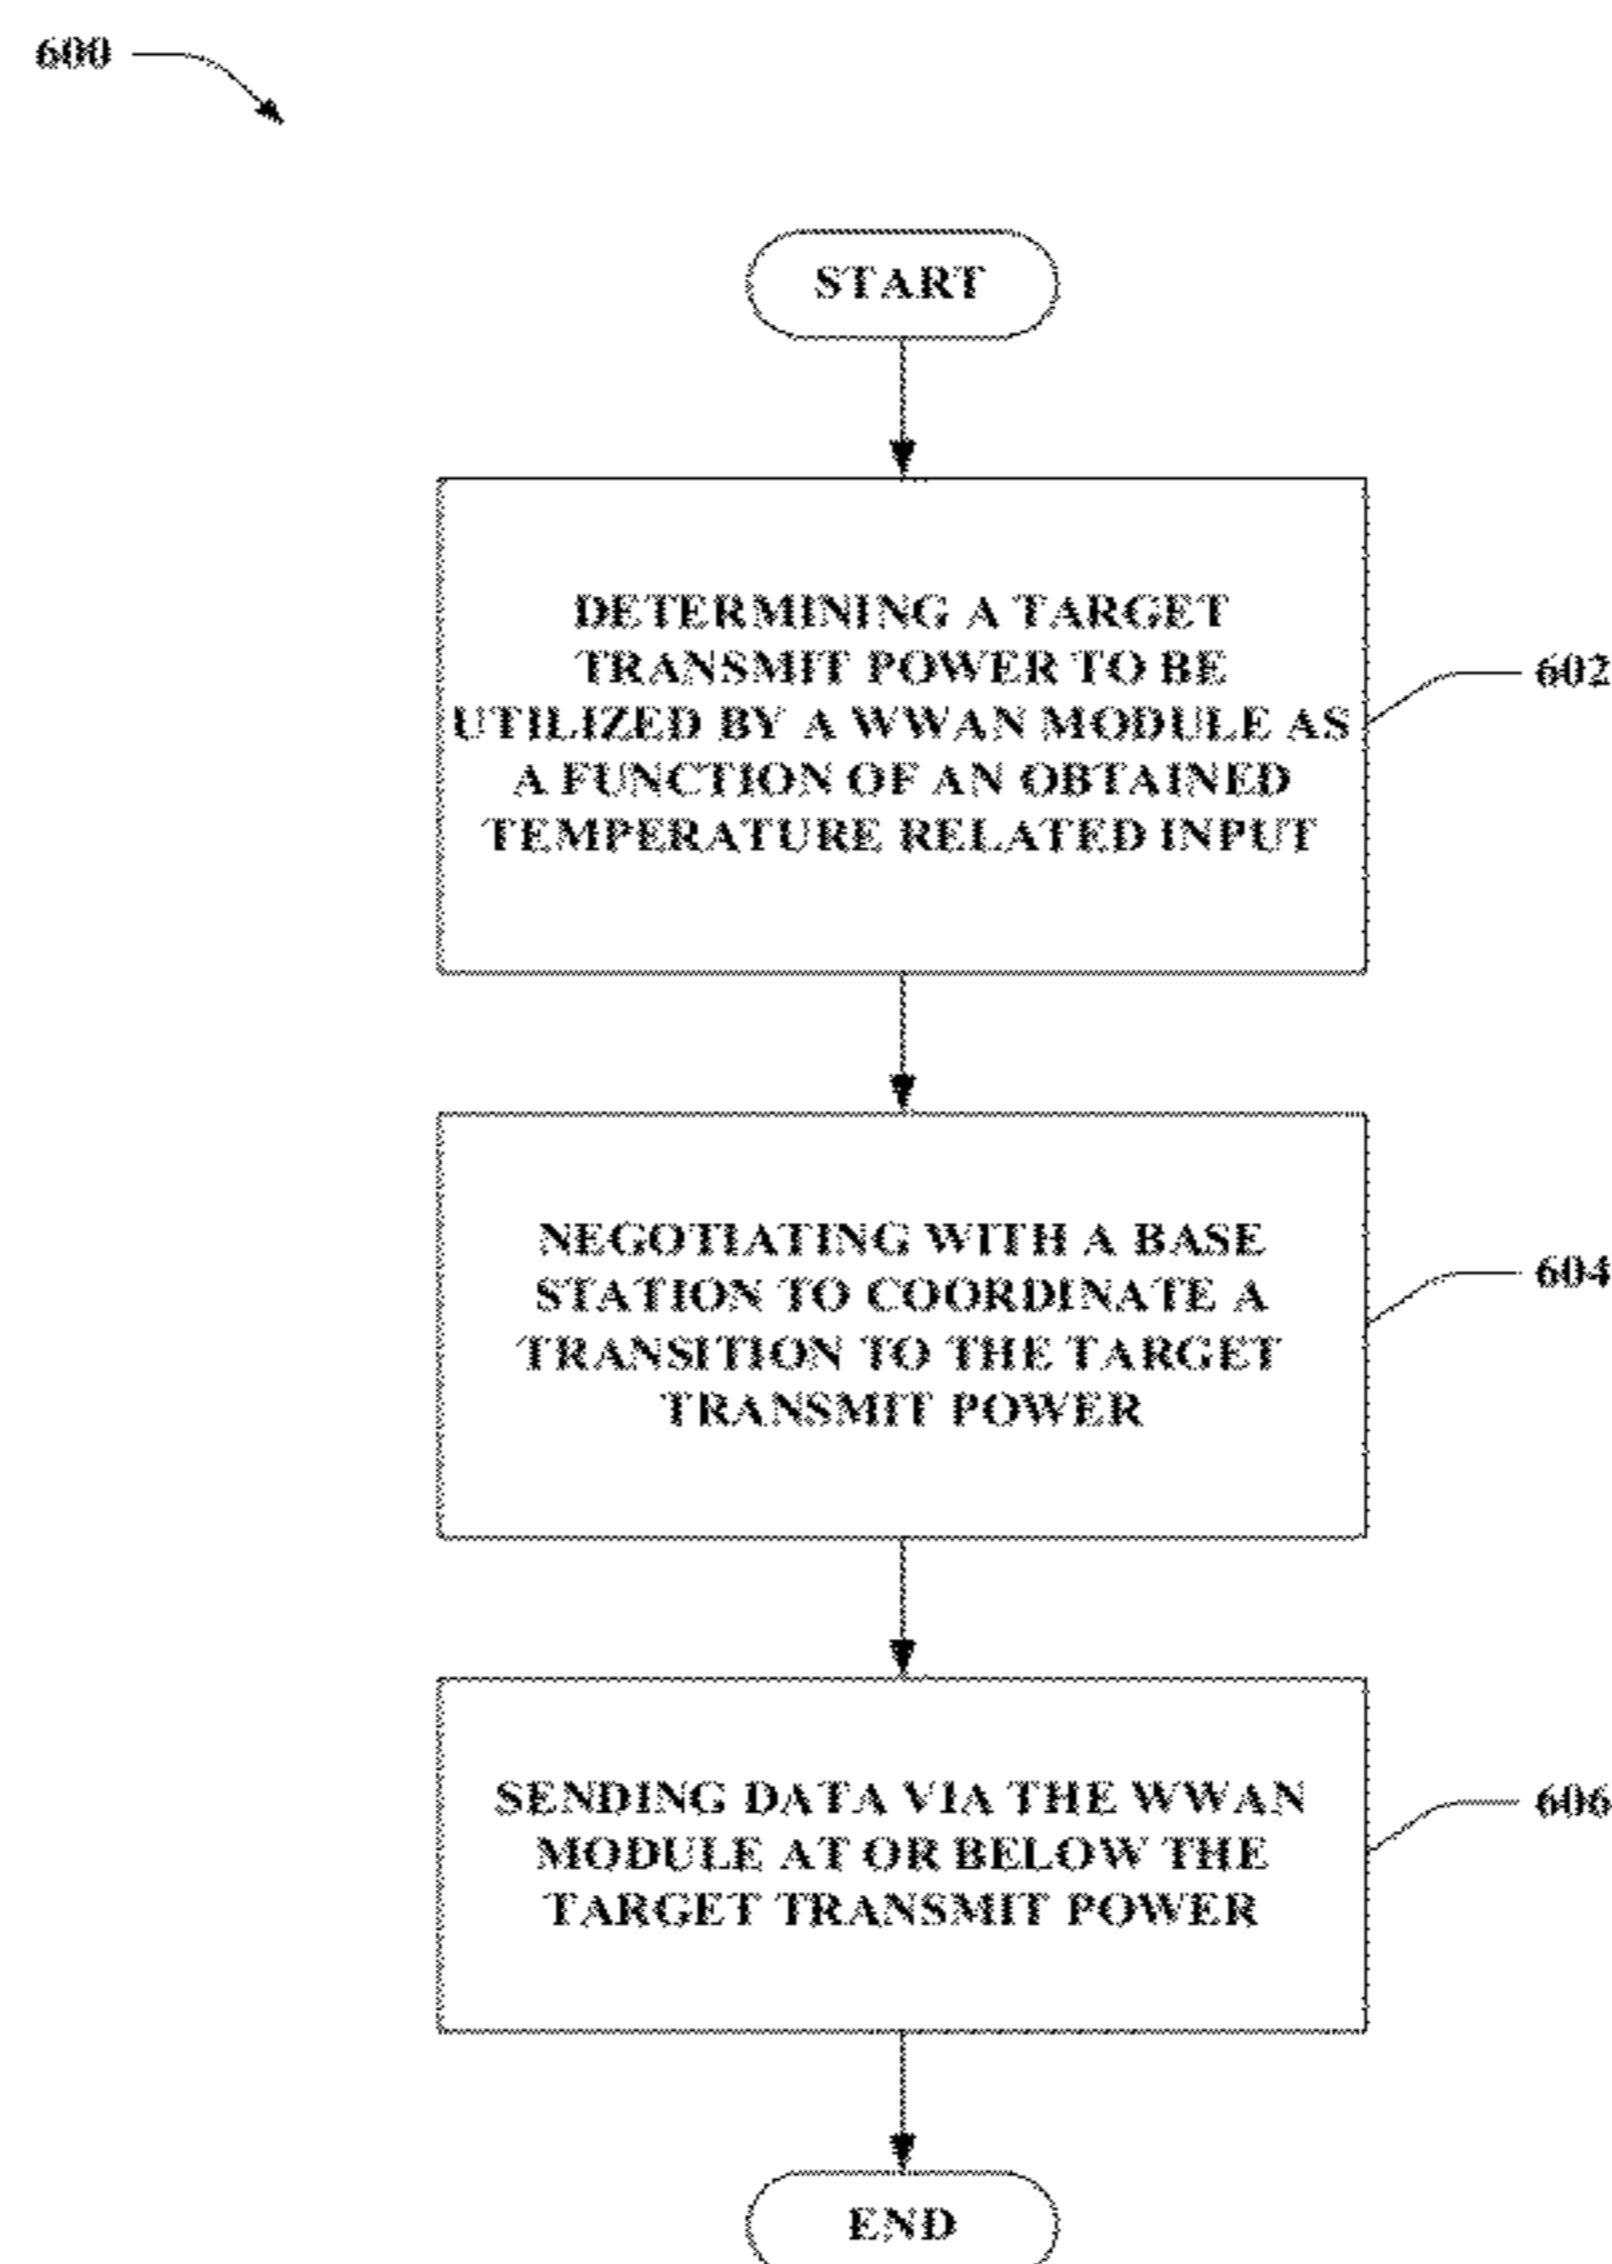 600
START
DETERMINING A TARGET
TRANSMIT POWER TO BE
UTILIZED BY A WWAN MODULE AS
A FUNCTION OF AN OBTAINED
TEMPERATURE RELATED INPUT
602
NEGOTIATING WITH A BASE
STATION TO COORDINATE A
TRANSITION TO THE TARGET
TRANSMIT POWER
604
SENDING DATA VIA THE WWAN
MODULE AT OR BELOW THE
TARGET TRANSMIT POWER
606
END